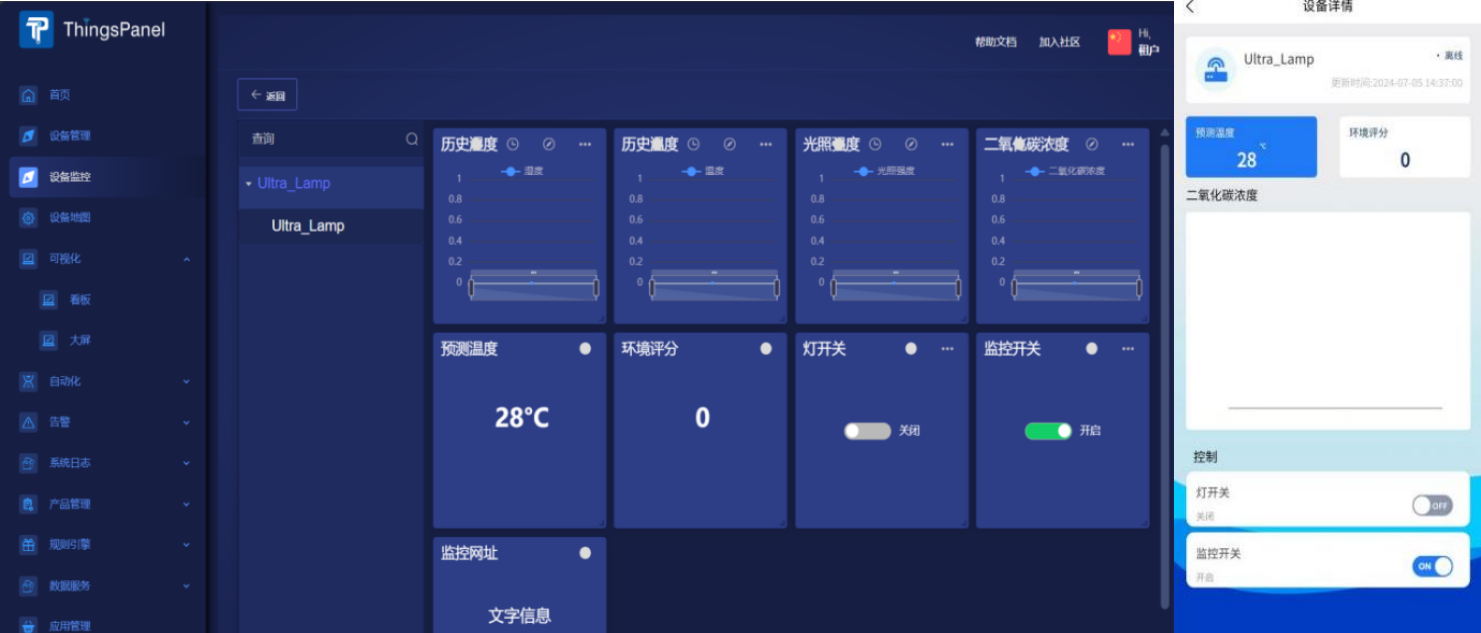 ThingsPanel
帮助文档
加入社区
Hi,
租户
首页
设备管理
设备监控
设备地图
可视化
看板
大屏
自动化
告警
系统日志
产品管理
规则引擎
数据服务
应用管理
返回
查询
Ultra_Lamp
Ultra_Lamp
历史湿度
湿度
1
0.8
0.6
0.4
0.2
0
历史温度
温度
1
0.8
0.6
0.4
0.2
0
光照强度
光照强度
1
0.8
0.6
0.4
0.2
0
二氧化碳浓度
二氧化碳浓度
1
0.8
0.6
0.4
0.2
0
预测温度
28°C
环境评分
0
灯开关
关闭
监控开关
开启
监控网址
文字信息
设备详情
Ultra_Lamp
· 离线
更新时间:2024-07-05 14:37:00
预测温度
28 ℃
环境评分
0
二氧化碳浓度
控制
灯开关
关闭
OFF
监控开关
开启
ON